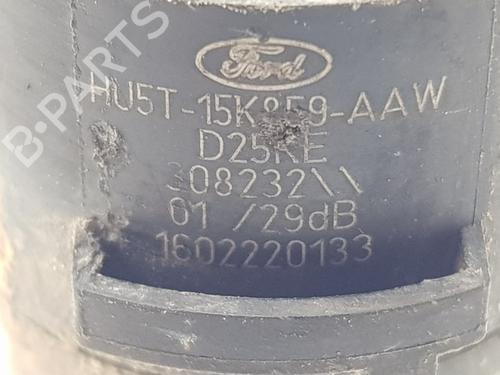 B-PARTS
Ford
HU5T-15K859-AAW
D25KE
308232\\
01 /29dB
1602220133